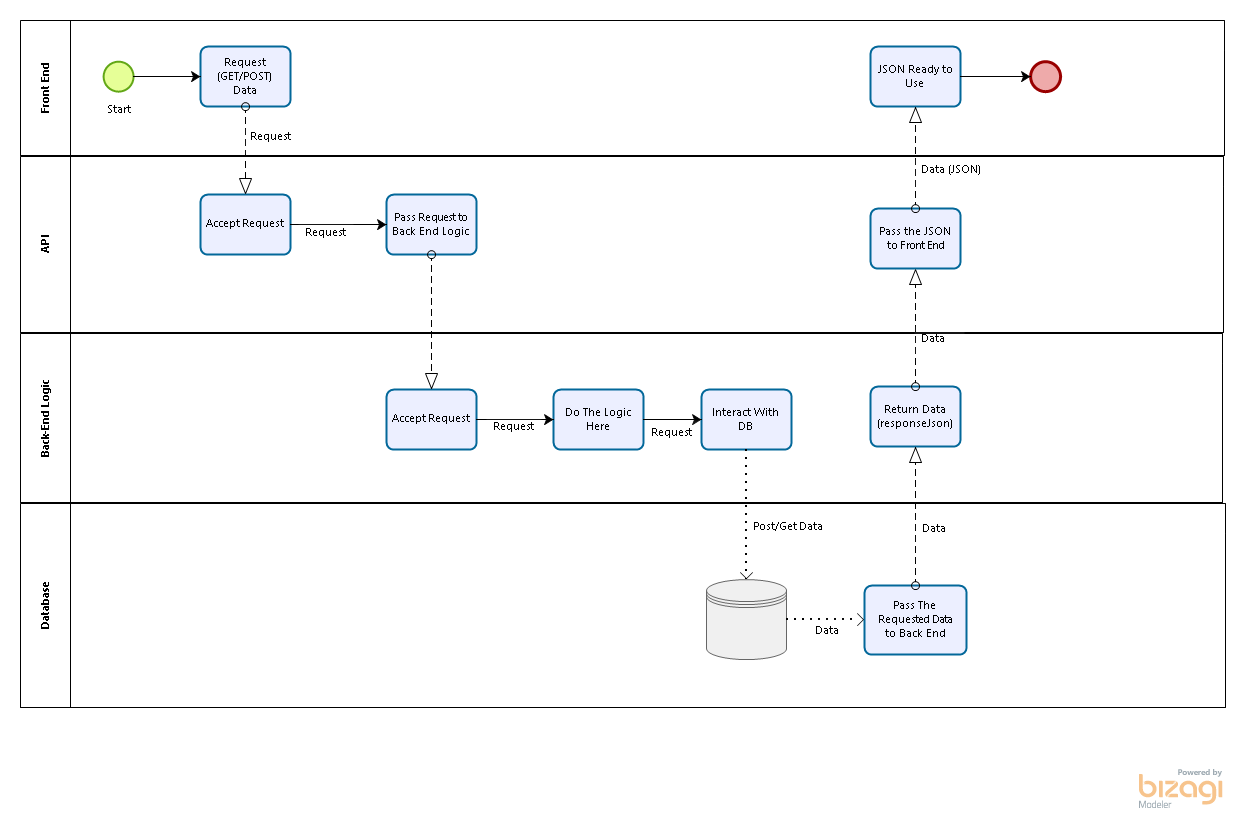 Front End
Start
Request
(GET/POST)
Data
Request
JSON Ready to
Use
Data (JSON)
API
Accept Request
Request
Pass Request to
Back End Logic
Pass the JSON
to Front End
Data
Back-End Logic
Accept Request
Request
Do The Logic
Here
Request
Interact With
DB
Return Data
(responseJson)
Post/Get Data
Data
Database
Data
Pass The
Requested Data
to Back End
Powered by
bizagi
Modeler